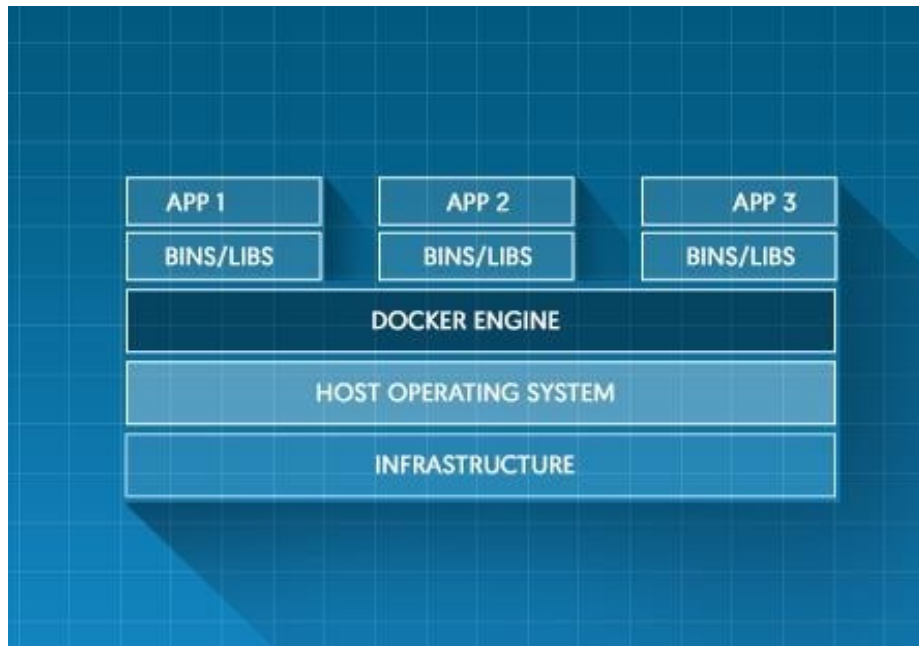 APP 1
APP 2
APP 3
BINS/LIBS
BINS/LIBS
BINS/LIBS
DOCKER ENGINE
HOST OPERATING SYSTEM
INFRASTRUCTURE